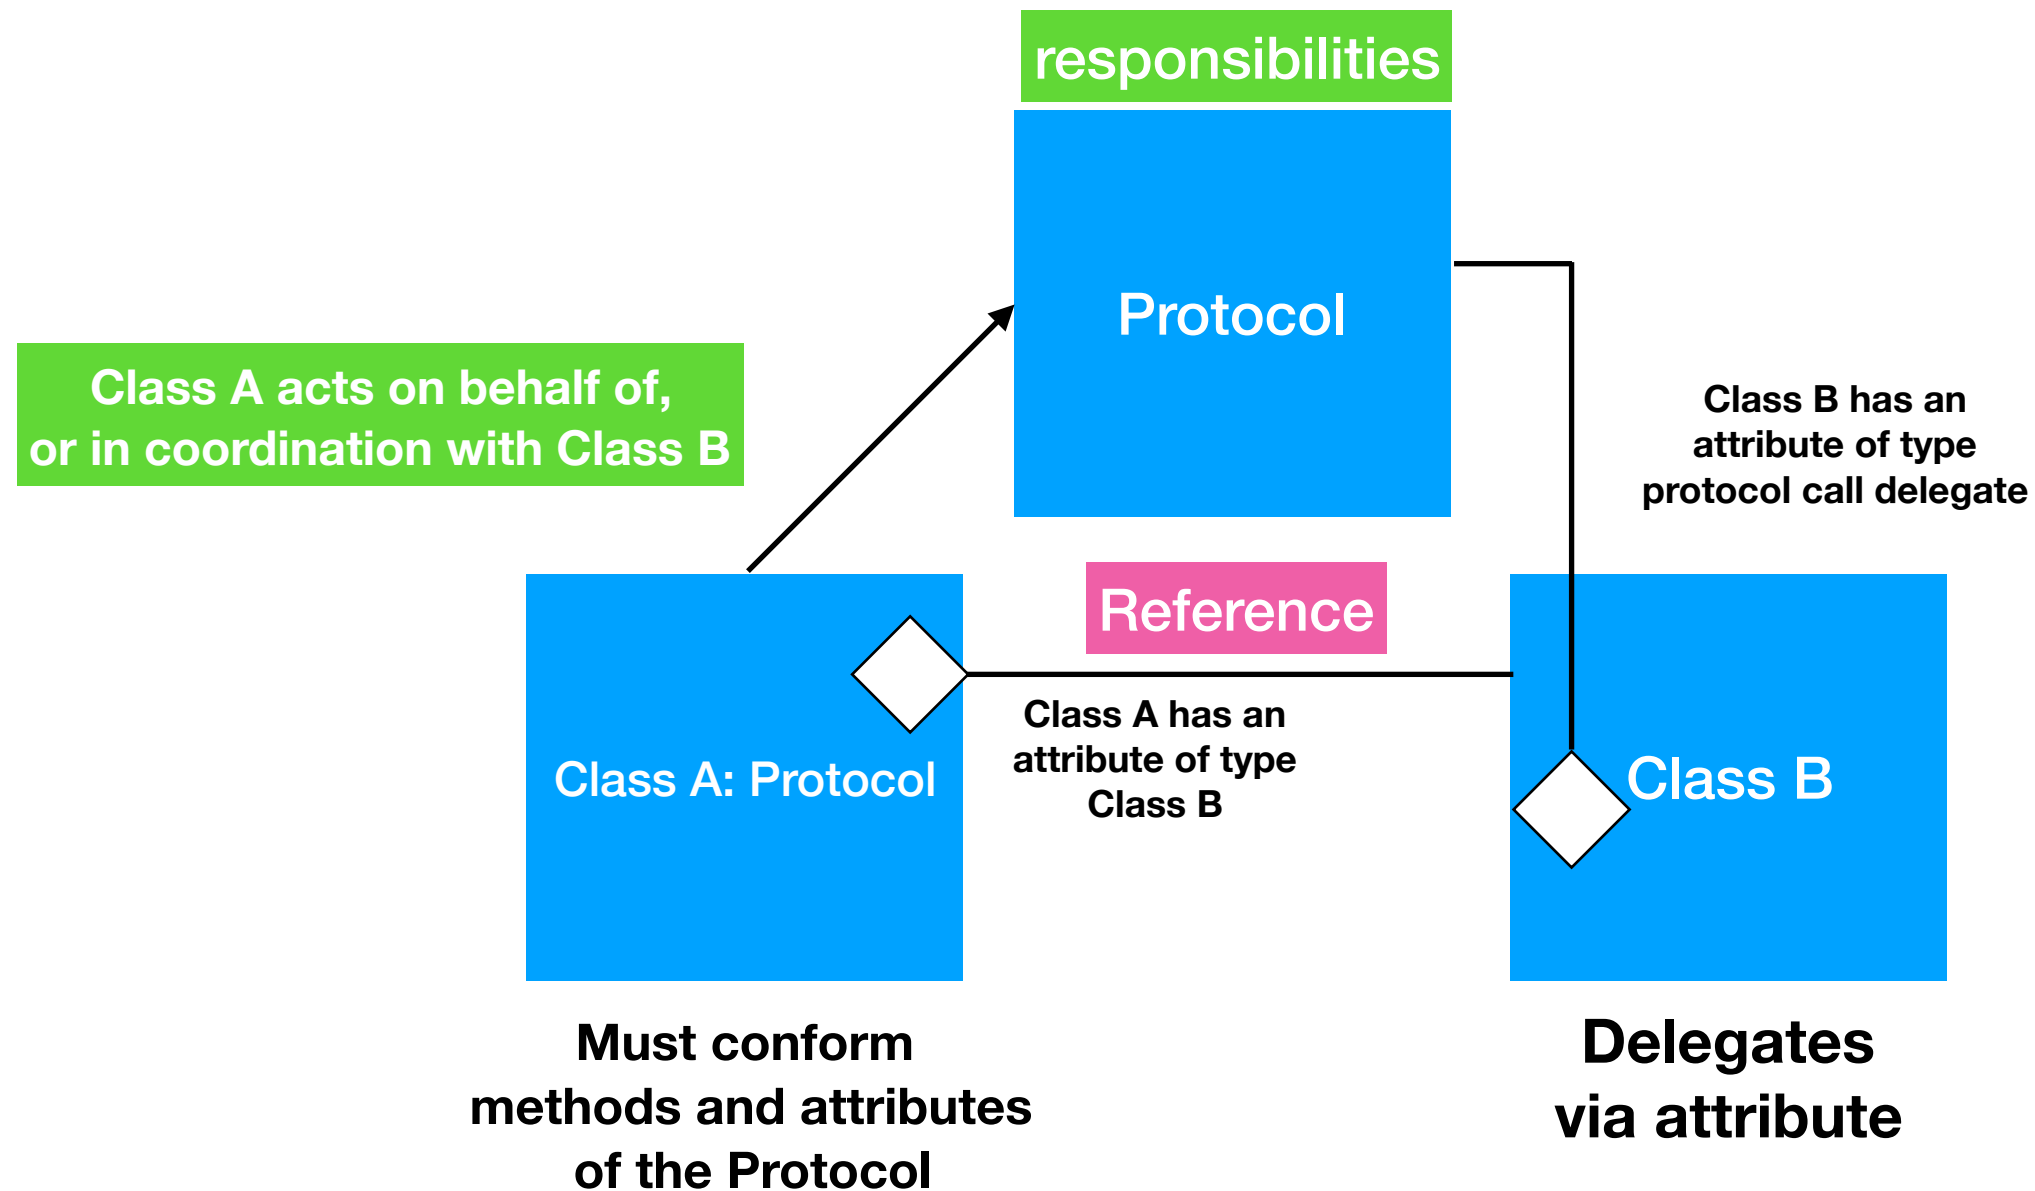 responsibilities
Protocol
Class A acts on behalf of,
or in coordination with Class B
Class B has an
attribute of type
protocol call delegate
Reference
Class A has an
attribute of type
Class B
Class A: Protocol
Class B
Must conform
methods and attributes
of the Protocol
Delegates
via attribute